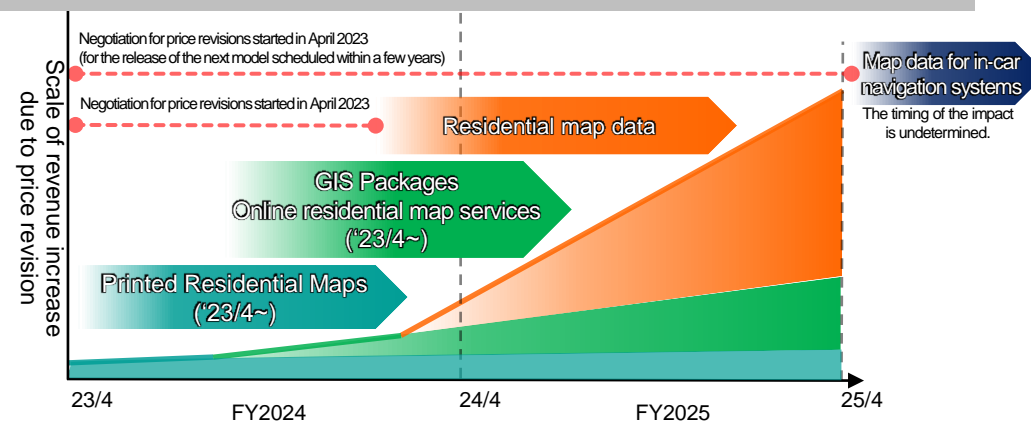 Negotiation for price revisions started in April 2023
(for the release of the next model scheduled within a few years)
Map data for in-car
navigation systems
The timing of the impact
is undetermined.
Negotiation for price revisions started in April 2023
Residential map data
GIS Packages
Online residential map services
(‘23/4~)
Printed Residential Maps
(‘23/4~)
Scale of revenue increase
due to price revision
23/4
FY2024
24/4
FY2025
25/4